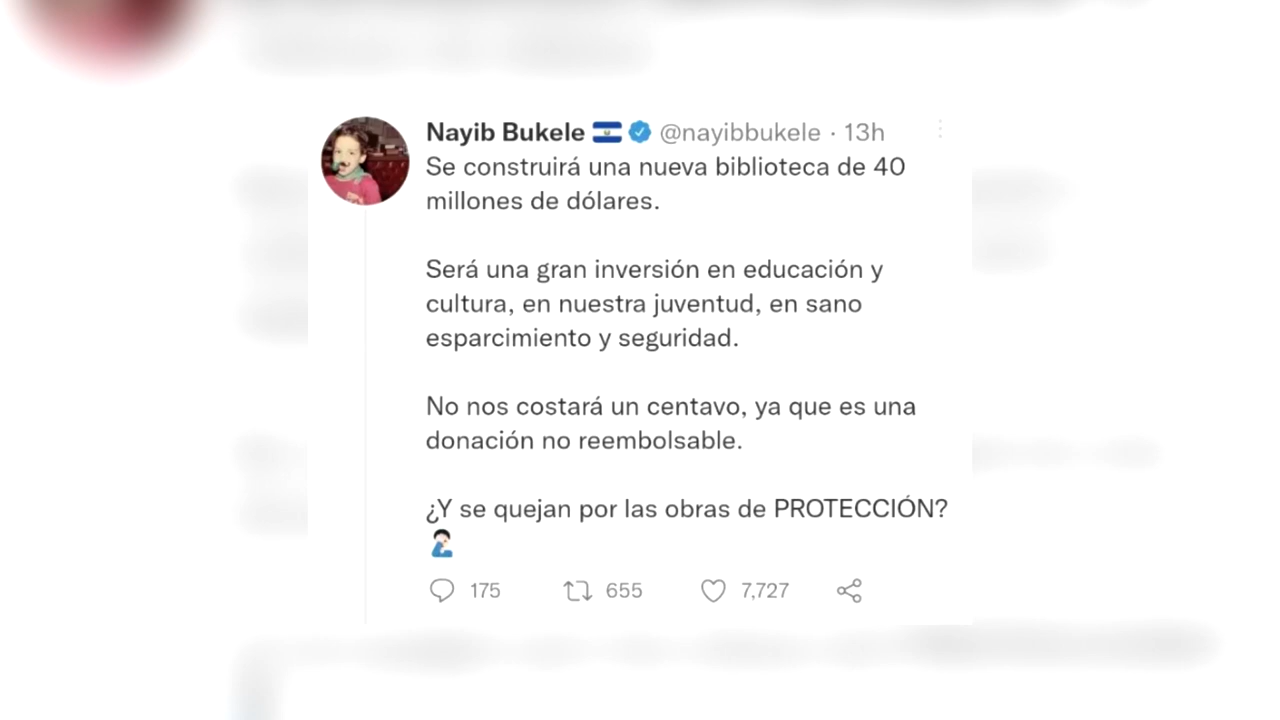 Nayib Bukele 🇸🇻 @nayibbukele · 13h
Se construirá una nueva biblioteca de 40
millones de dólares.
Será una gran inversión en educación y
cultura, en nuestra juventud, en sano
esparcimiento y seguridad.
No nos costará un centavo, ya que es una
donación no reembolsable.
¿Y se quejan por las obras de PROTECCIÓN?
🤦🏻‍♂️
175 655 7,727